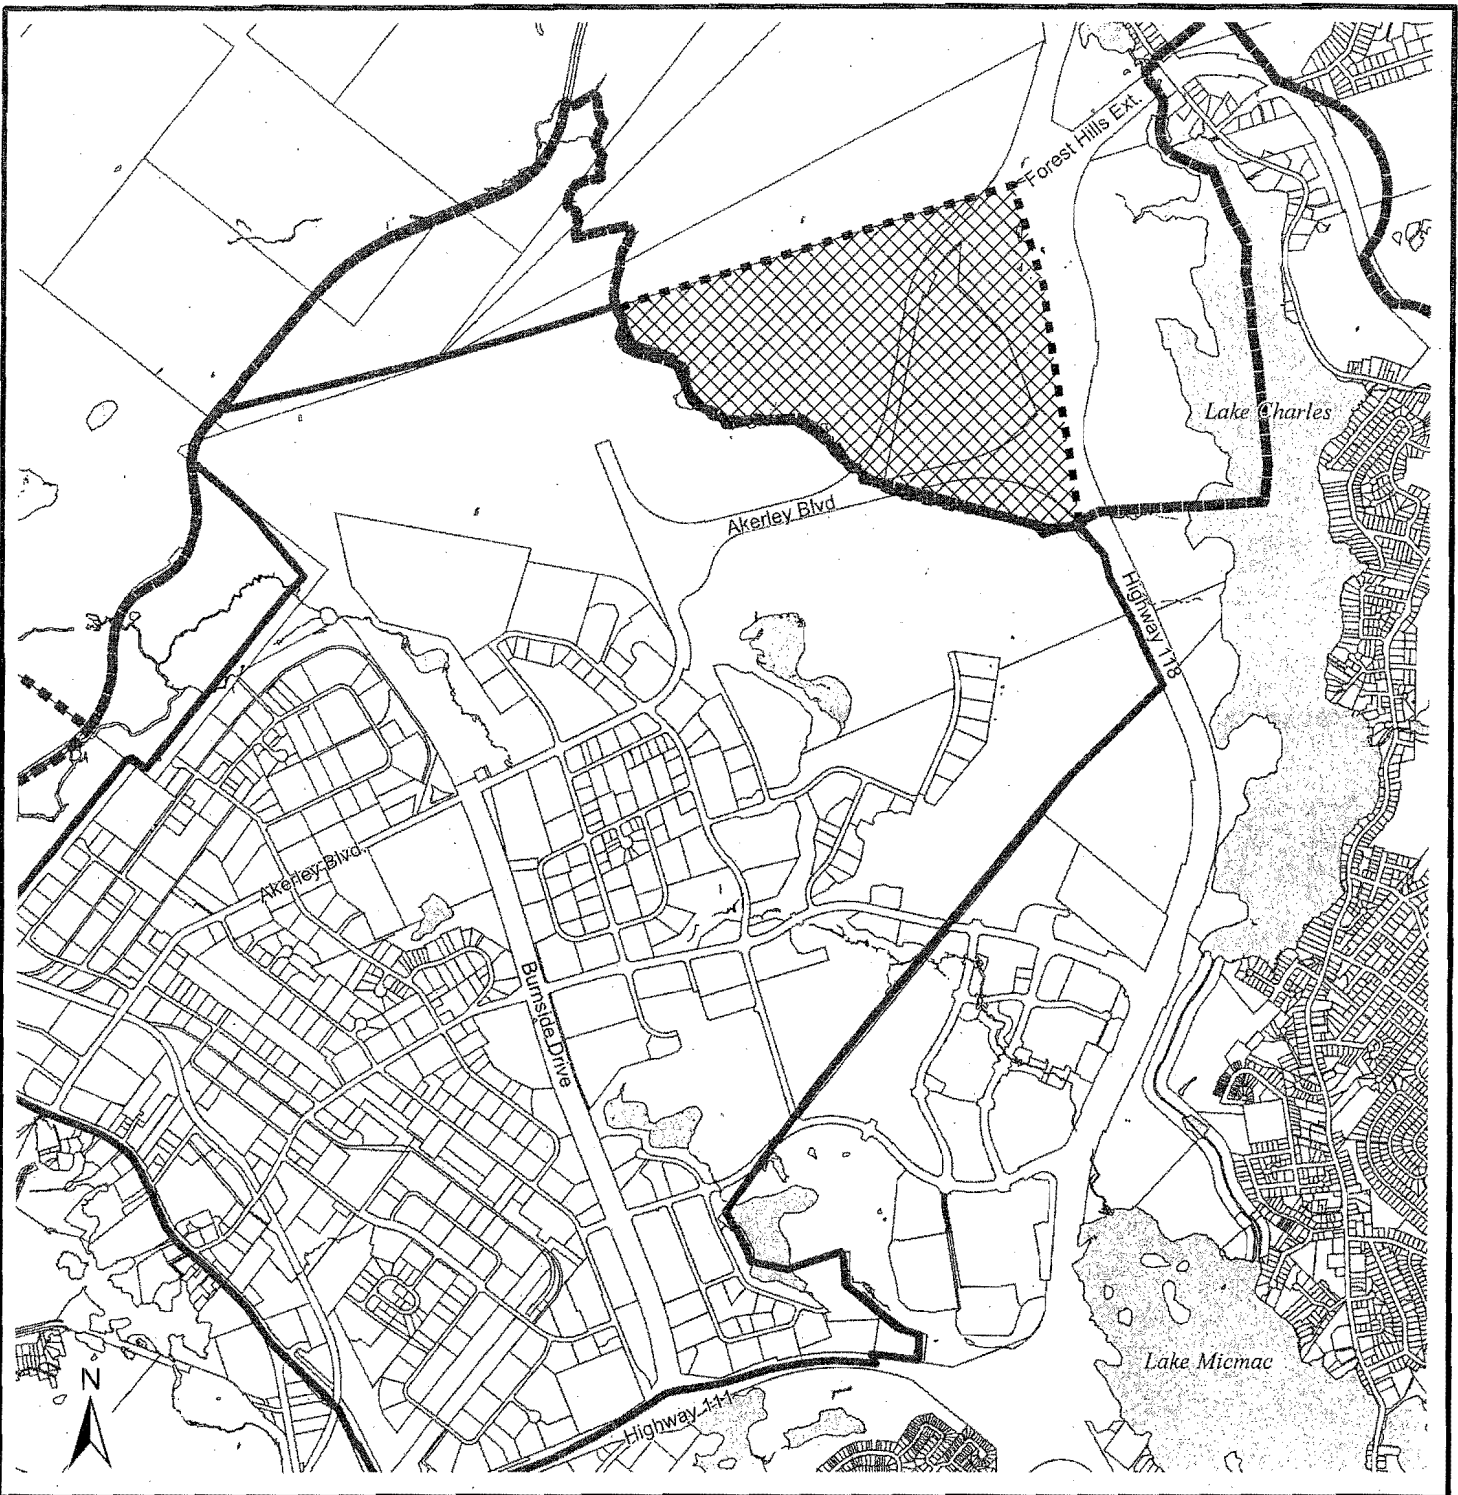 Forest Hills Ext.
Lake Charles
Akerley Blvd
Highway 118
Akerley Blvd.
Burnside Drive
Lake Micmac
N
Highway 111